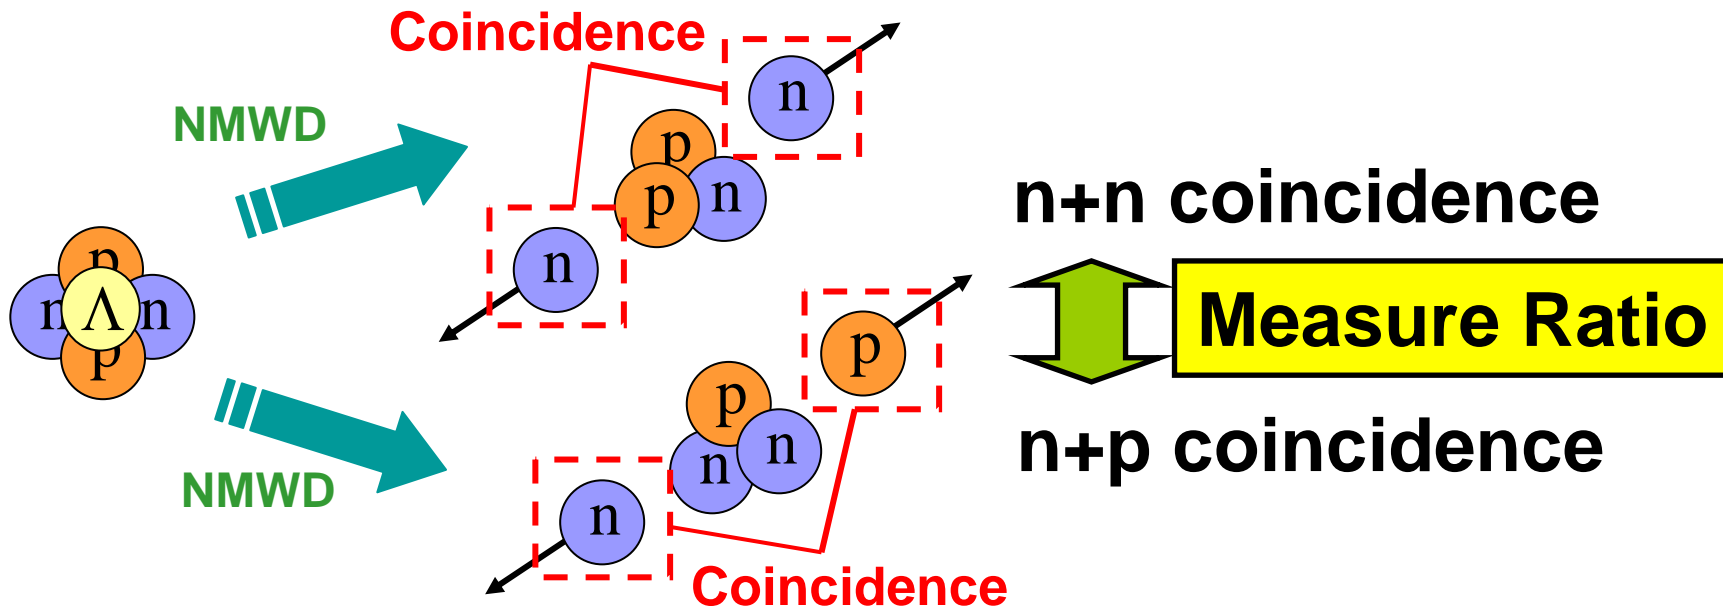 Coincidence
n
NMWD
p
p n
n
p
n Λ n
p
p
p
n
n
n
NMWD
Coincidence
n+n coincidence
Measure Ratio
n+p coincidence